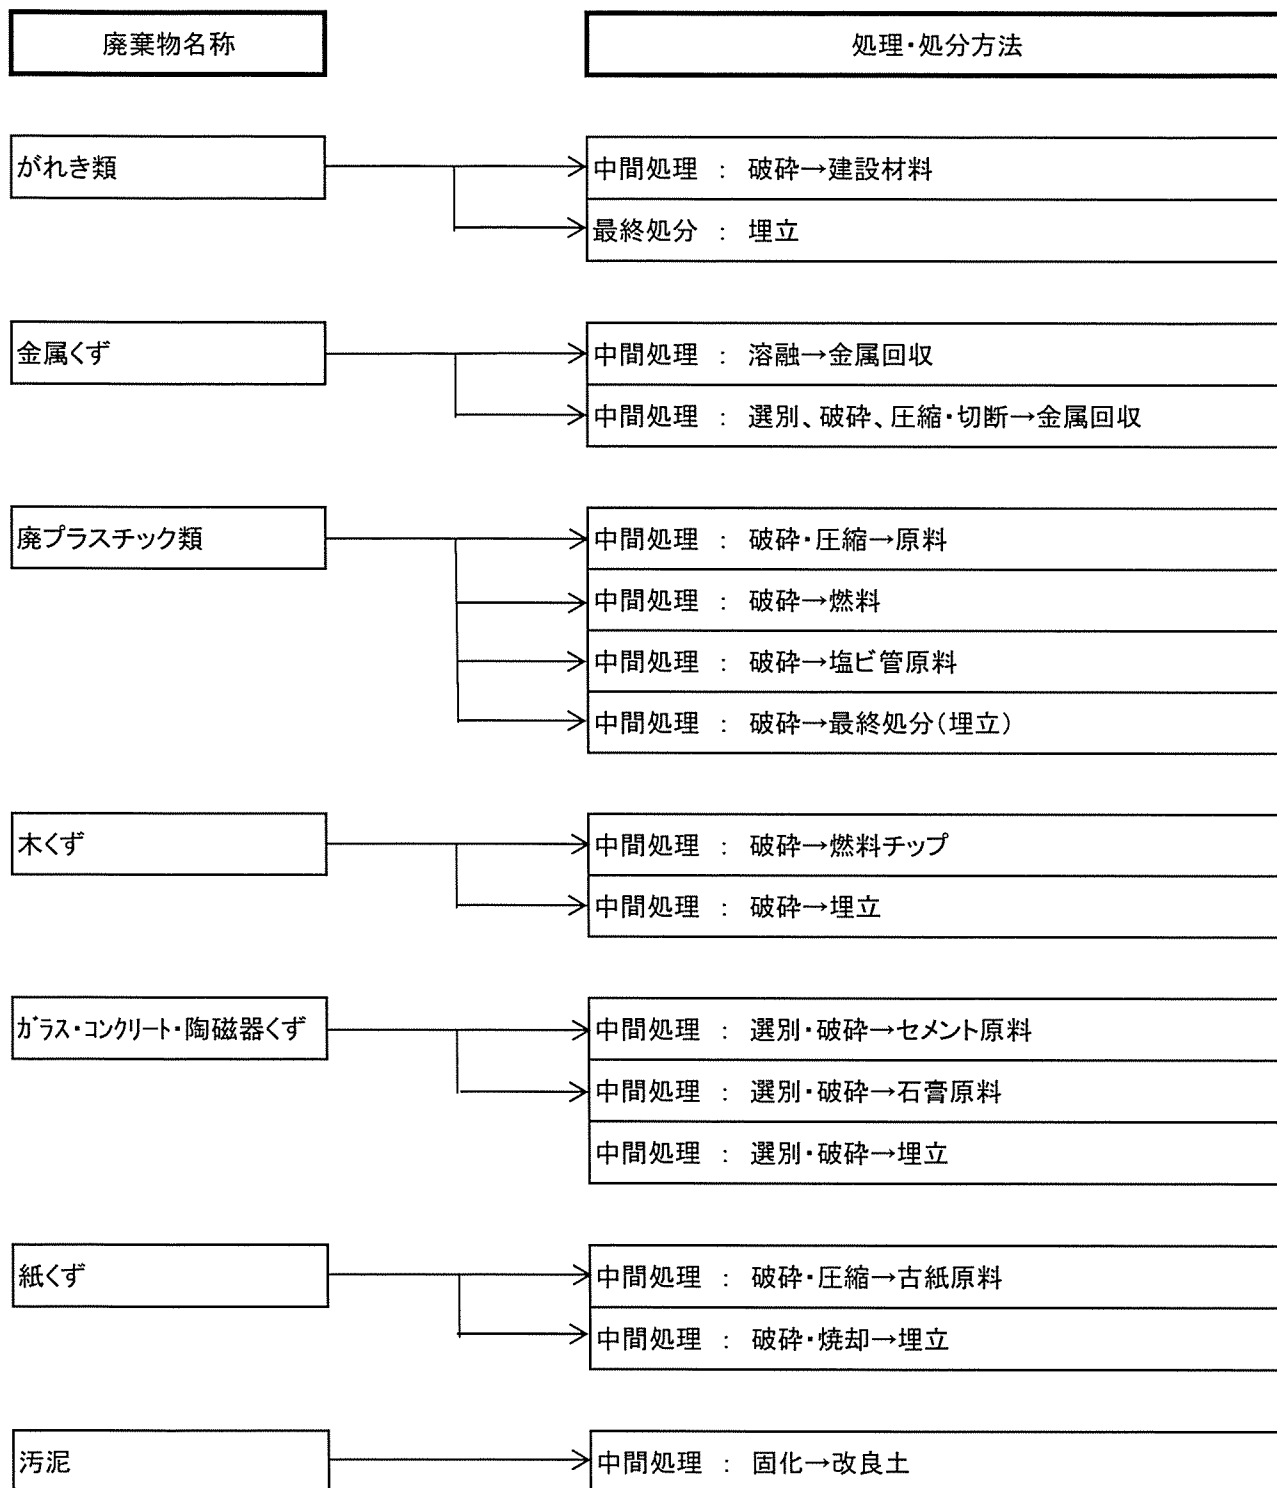 廃棄物名称
処理・処分方法
がれき類
中間処理 : 破砕→建設材料
最終処分 : 埋立
金属くず
中間処理 : 溶融→金属回収
中間処理 : 選別、破砕、圧縮・切断→金属回収
廃プラスチック類
中間処理 : 破砕・圧縮→原料
中間処理 : 破砕→燃料
中間処理 : 破砕→塩ビ管原料
中間処理 : 破砕→最終処分(埋立)
木くず
中間処理 : 破砕→燃料チップ
中間処理 : 破砕→埋立
ガラス・コンクリート・陶磁器くず
中間処理 : 選別・破砕→セメント原料
中間処理 : 選別・破砕→石膏原料
中間処理 : 選別・破砕→埋立
紙くず
中間処理 : 破砕・圧縮→古紙原料
中間処理 : 破砕・焼却→埋立
汚泥
中間処理 : 固化→改良土